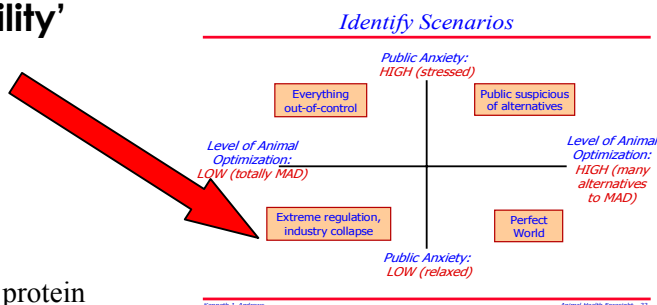 ility'
Identify Scenarios
Public Anxiety:
HIGH (stressed)
Everything
out-of-control
Public suspicious
of alternatives
Level of Animal
Optimization:
LOW (totally MAD)
Level of Animal
Optimization:
HIGH (many
alternatives
to MAD)
Extreme regulation,
industry collapse
Perfect
World
Public Anxiety:
LOW (relaxed)
protein